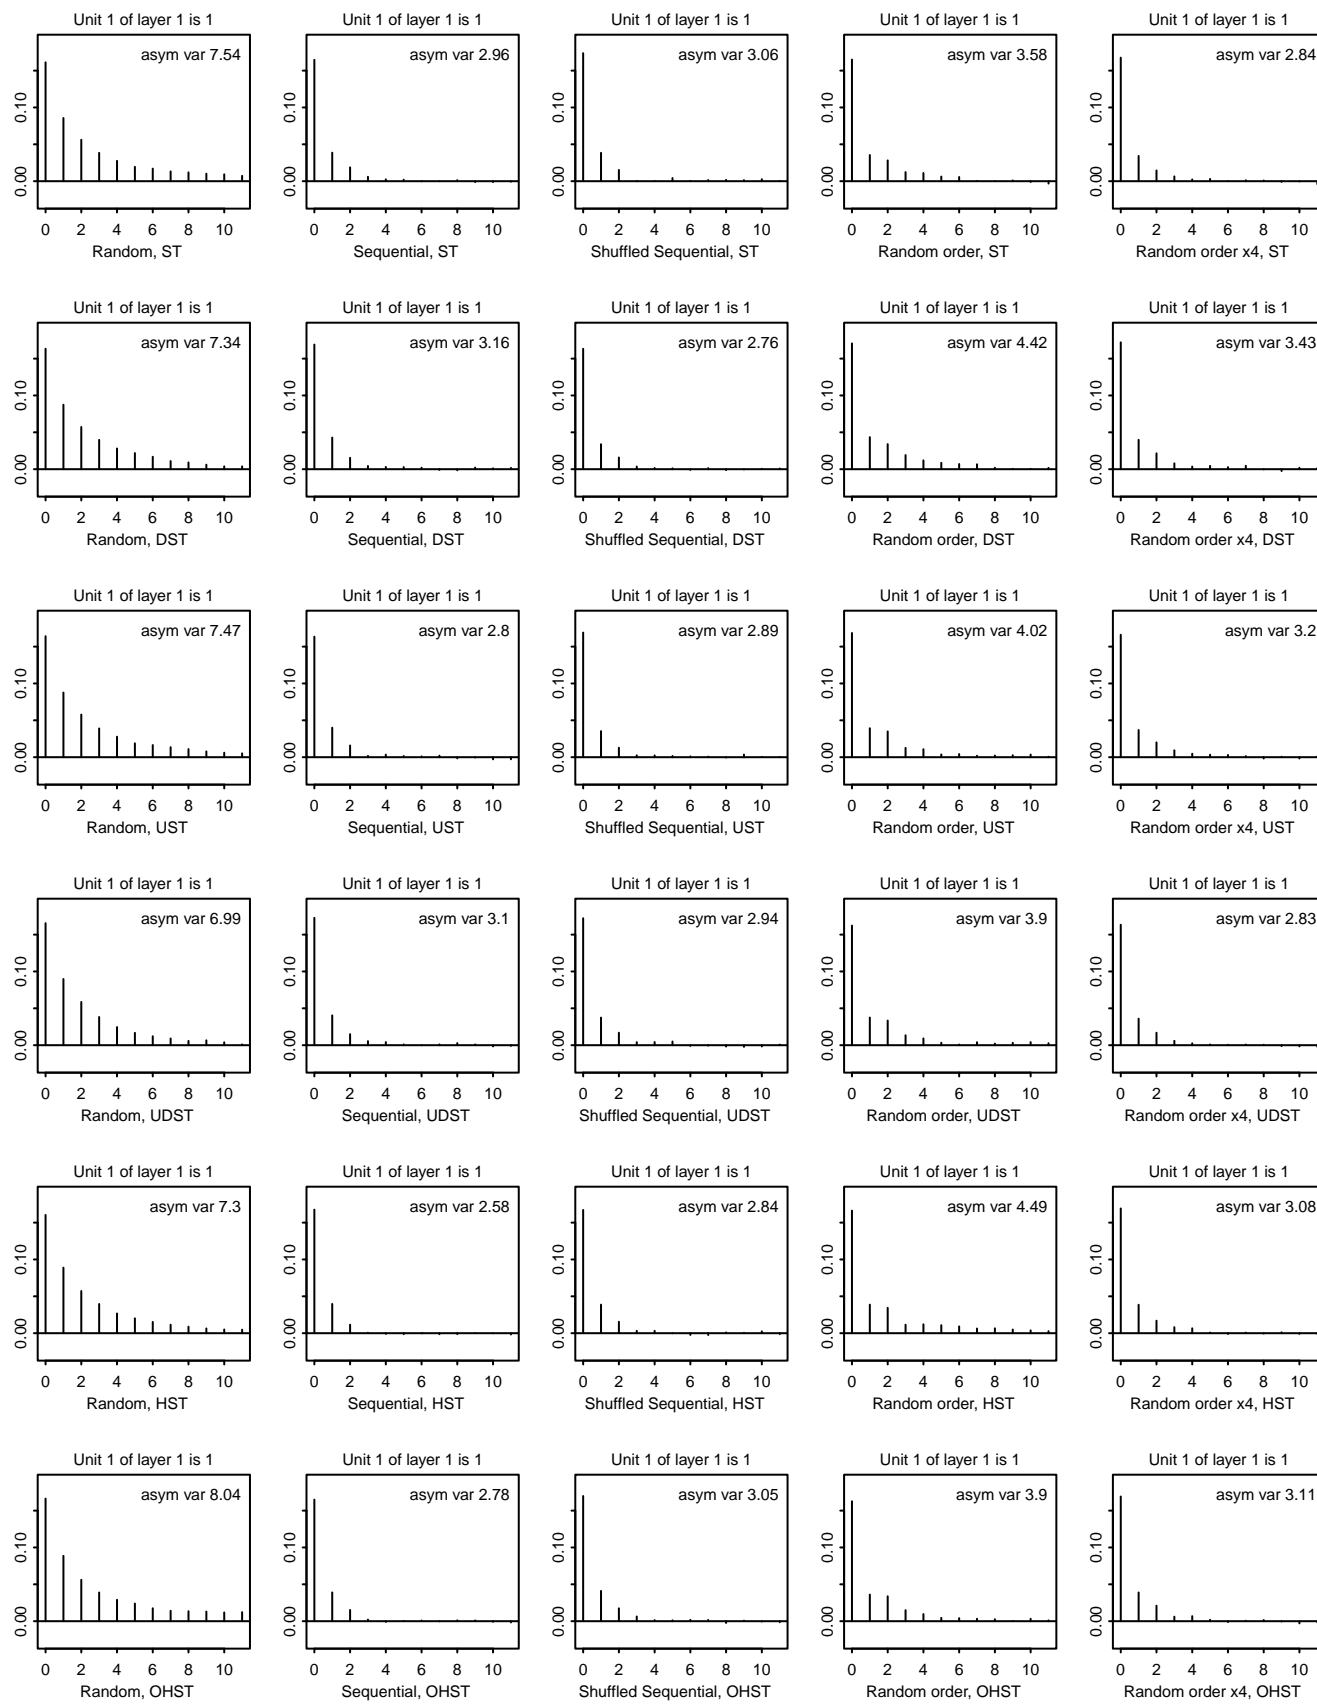 Unit 1 of layer 1 is 1 Unit 1 of layer 1 is 1 Unit 1 of layer 1 is 1 Unit 1 of layer 1 is 1 Unit 1 of layer 1 is 1
asym var 7.54 asym var 2.96 asym var 3.06 asym var 3.58 asym var 2.84
0.10 0.10 0.10 0.10 0.10
0.00 0.00 0.00 0.00 0.00
0 2 4 6 8 10 0 2 4 6 8 10 0 2 4 6 8 10 0 2 4 6 8 10 0 2 4 6 8 10
Random, ST Sequential, ST Shuffled Sequential, ST Random order, ST Random order x4, ST
Unit 1 of layer 1 is 1 Unit 1 of layer 1 is 1 Unit 1 of layer 1 is 1 Unit 1 of layer 1 is 1 Unit 1 of layer 1 is 1
asym var 7.34 asym var 3.16 asym var 2.76 asym var 4.42 asym var 3.43
0.10 0.10 0.10 0.10 0.10
0.00 0.00 0.00 0.00 0.00
0 2 4 6 8 10 0 2 4 6 8 10 0 2 4 6 8 10 0 2 4 6 8 10 0 2 4 6 8 10
Random, DST Sequential, DST Shuffled Sequential, DST Random order, DST Random order x4, DST
Unit 1 of layer 1 is 1 Unit 1 of layer 1 is 1 Unit 1 of layer 1 is 1 Unit 1 of layer 1 is 1 Unit 1 of layer 1 is 1
asym var 7.47 asym var 2.8 asym var 2.89 asym var 4.02 asym var 3.2
0.10 0.10 0.10 0.10 0.10
0.00 0.00 0.00 0.00 0.00
0 2 4 6 8 10 0 2 4 6 8 10 0 2 4 6 8 10 0 2 4 6 8 10 0 2 4 6 8 10
Random, UST Sequential, UST Shuffled Sequential, UST Random order, UST Random order x4, UST
Unit 1 of layer 1 is 1 Unit 1 of layer 1 is 1 Unit 1 of layer 1 is 1 Unit 1 of layer 1 is 1 Unit 1 of layer 1 is 1
asym var 6.99 asym var 3.1 asym var 2.94 asym var 3.9 asym var 2.83
0.10 0.10 0.10 0.10 0.10
0.00 0.00 0.00 0.00 0.00
0 2 4 6 8 10 0 2 4 6 8 10 0 2 4 6 8 10 0 2 4 6 8 10 0 2 4 6 8 10
Random, UDST Sequential, UDST Shuffled Sequential, UDST Random order, UDST Random order x4, UDST
Unit 1 of layer 1 is 1 Unit 1 of layer 1 is 1 Unit 1 of layer 1 is 1 Unit 1 of layer 1 is 1 Unit 1 of layer 1 is 1
asym var 7.3 asym var 2.58 asym var 2.84 asym var 4.49 asym var 3.08
0.10 0.10 0.10 0.10 0.10
0.00 0.00 0.00 0.00 0.00
0 2 4 6 8 10 0 2 4 6 8 10 0 2 4 6 8 10 0 2 4 6 8 10 0 2 4 6 8 10
Random, HST Sequential, HST Shuffled Sequential, HST Random order, HST Random order x4, HST
Unit 1 of layer 1 is 1 Unit 1 of layer 1 is 1 Unit 1 of layer 1 is 1 Unit 1 of layer 1 is 1 Unit 1 of layer 1 is 1
asym var 8.04 asym var 2.78 asym var 3.05 asym var 3.9 asym var 3.11
0.10 0.10 0.10 0.10 0.10
0.00 0.00 0.00 0.00 0.00
0 2 4 6 8 10 0 2 4 6 8 10 0 2 4 6 8 10 0 2 4 6 8 10 0 2 4 6 8 10
Random, OHST Sequential, OHST Shuffled Sequential, OHST Random order, OHST Random order x4, OHST